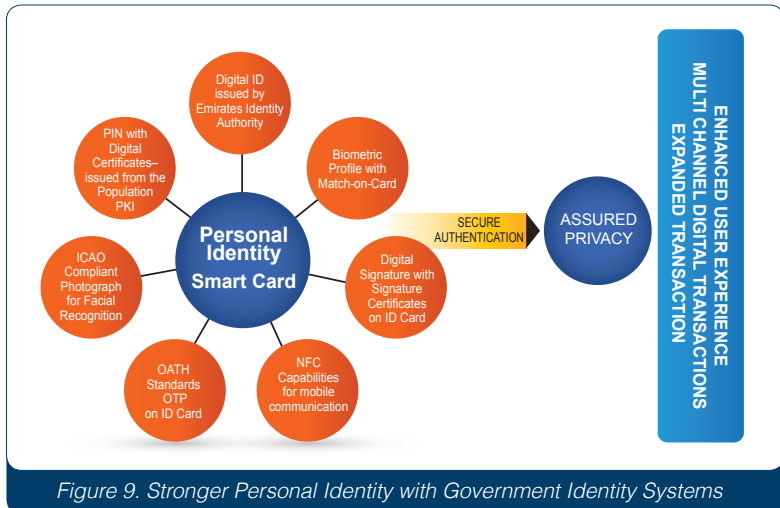 Digital ID
issued by
Emirates Identity
Authority
PIN with
Digital
Certificates–
issued from the
Population
PKI
Biometric
Profile with
Match-on-Card
Personal
Identity
Smart Card
SECURE
AUTHENTICATION
ASSURED
PRIVACY
ENHANCED USER EXPERIENCE
MULTI CHANNEL DIGITAL TRANSACTIONS
EXPANDED TRANSACTION
ICAO
Compliant
Photograph
for Facial
Recognition
Digital
Signature with
Signature
Certificates
on ID Card
OATH
Standards
OTP
on ID Card
NFC
Capabilities
for mobile
communication
Figure 9. Stronger Personal Identity with Government Identity Systems